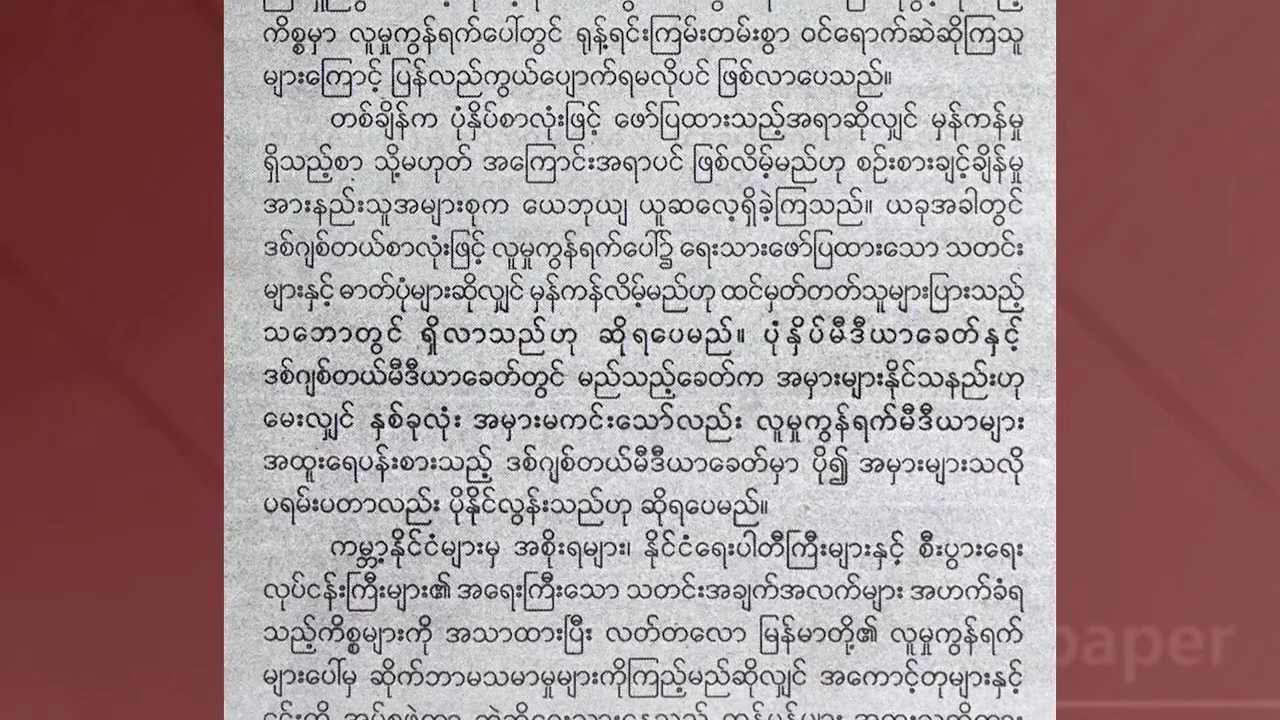 ကိစ္စမှာ လူမှုကွန်ရက်ပေါ်တွင် ရုန့်ရင်းကြမ်းတမ်းစွာ ဝင်ရောက်ဆဲဆိုကြသူ
များကြောင့် ပြန်လည်ကွယ်ပျောက်ရမလိုပင် ဖြစ်လာပေသည်။
တစ်ချိန်က ပုံနှိပ်စာလုံးဖြင့် ဖော်ပြထားသည့်အရာဆိုလျှင် မှန်ကန်မှု
ရှိသည့်စာ သို့မဟုတ် အကြောင်းအရာပင် ဖြစ်လိမ့်မည်ဟု စဉ်းစားချင့်ချိန်မှု
အားနည်းသူအများစုက ယေဘုယျ ယူဆလေ့ရှိခဲ့ကြသည်။ ယခုအခါတွင်
ဒစ်ဂျစ်တယ်စာလုံးဖြင့် လူမှုကွန်ရက်ပေါ်၌ ရေးသားဖော်ပြထားသော သတင်း
များနှင့် ဓာတ်ပုံများဆိုလျှင် မှန်ကန်လိမ့်မည်ဟု ထင်မှတ်တတ်သူများပြားသည့်
သဘောတွင် ရှိလာသည်ဟု ဆိုရပေမည်။ ပုံနှိပ်မီဒီယာခေတ်နှင့်
ဒစ်ဂျစ်တယ်မီဒီယာခေတ်တွင် မည်သည့်ခေတ်က အမှားများနိုင်သနည်းဟု
မေးလျှင် နှစ်ခုလုံး အမှားမကင်းသော်လည်း လူမှုကွန်ရက်မီဒီယာများ
အထူးရေပန်းစားသည့် ဒစ်ဂျစ်တယ်မီဒီယာခေတ်မှာ ပို၍ အမှားများသလို
ပရမ်းပတာလည်း ပိုနိုင်လွန်းသည်ဟု ဆိုရပေမည်။
ကမ္ဘာ့နိုင်ငံများမှ အစိုးရများ၊ နိုင်ငံရေးပါတီကြီးများနှင့် စီးပွားရေး
လုပ်ငန်းကြီးများ၏ အရေးကြီးသော သတင်းအချက်အလက်များ အဟက်ခံရ
သည့်ကိစ္စများကို အသာထားပြီး လတ်တလော မြန်မာတို့၏ လူမှုကွန်ရက်
များပေါ်မှ ဆိုက်ဘာမသမာမှုများကိုကြည့်မည်ဆိုလျှင် အကောင့်တုများနှင့်
paper